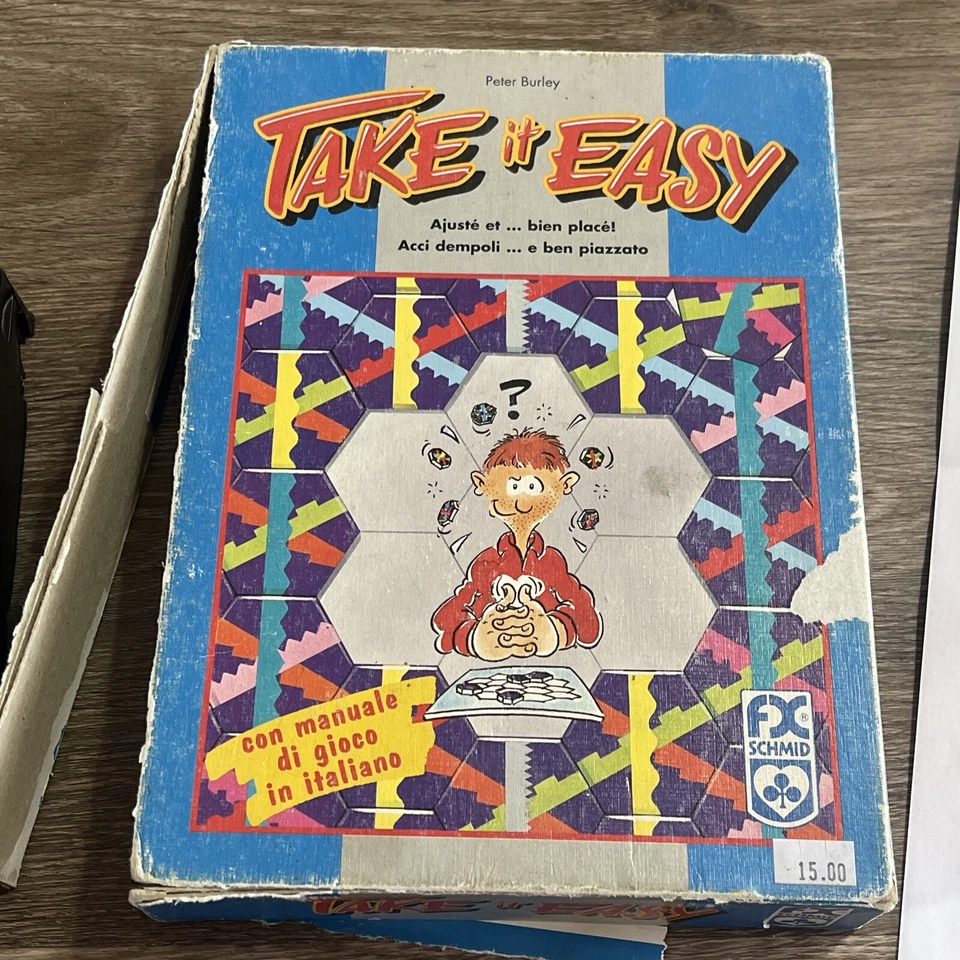 Peter Burley
TAKE it EASY
Ajusté et ... bien placé!
Acci dempoli ... e ben piazzato
?
con manuale
di gioco
in italiano
FX®
SCHMID
15.00
TAKE it EASY